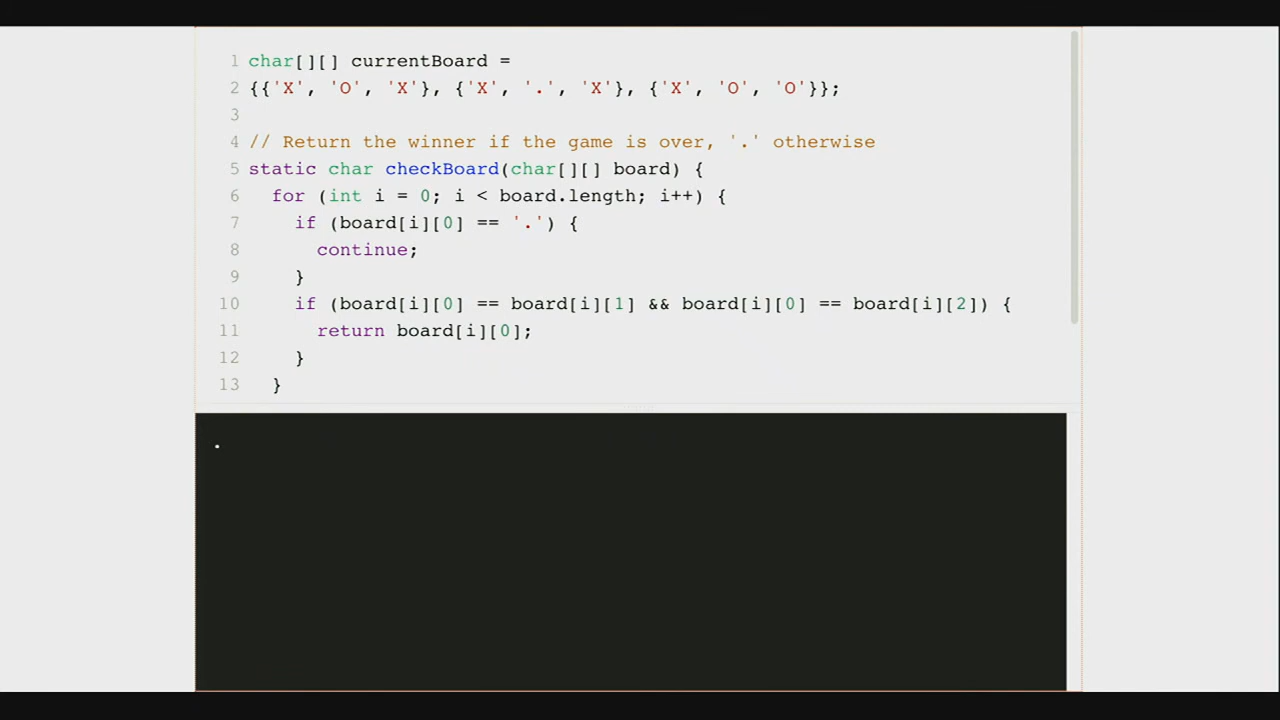 1 char[][] currentBoard =
2 {{'X', 'O', 'X'}, {'X', '.', 'X'}, {'X', 'O', 'O'}};
3
4 // Return the winner if the game is over, '.' otherwise
5 static char checkBoard(char[][] board) {
6 for (int i = 0; i < board.length; i++) {
7 if (board[i][0] == '.') {
8 continue;
9 }
10 if (board[i][0] == board[i][1] && board[i][0] == board[i][2]) {
11 return board[i][0];
12 }
13 }
.